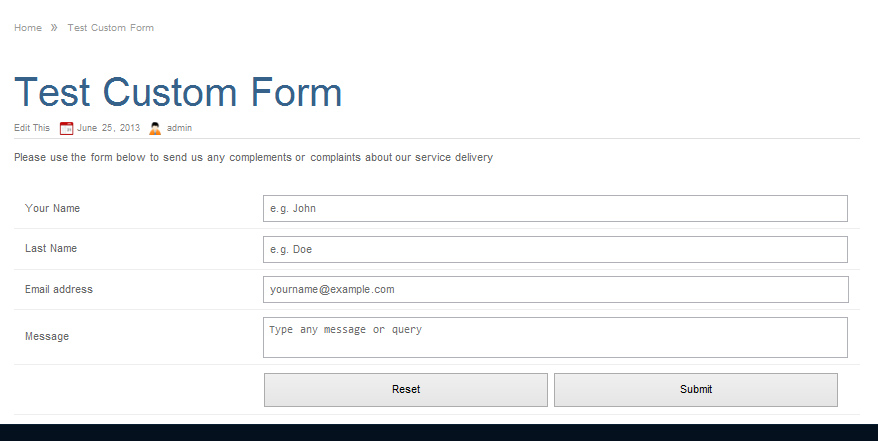 Home » Test Custom Form
Test Custom Form
Edit This June 25, 2013 admin
Please use the form below to send us any complements or complaints about our service delivery
Your Name e.g. John
Last Name e.g. Doe
Email address yourname@example.com
Message Type any message or query
Reset Submit